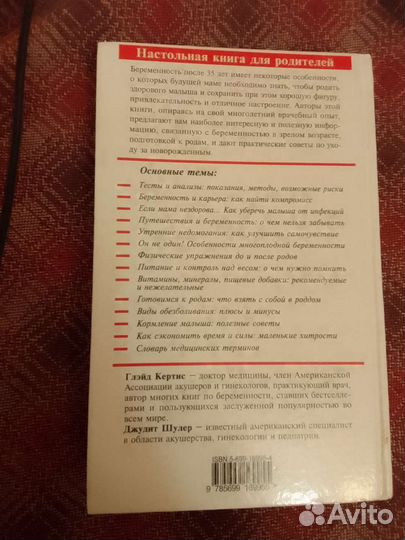 Настольная книга для родителей
Беременность после 35 лет имеет некоторые особенности,
о которых будущей маме необходимо знать, чтобы родить
здорового малыша и сохранить при этом хорошую фигуру,
привлекательность и отличное настроение. Авторы этой
книги, опираясь на свой многолетний врачебный опыт,
предлагают вам наиболее интересную и полезную инфор-
мацию, связанную с беременностью в зрелом возрасте,
подготовкой к родам, и дают практические советы по ухо-
ду за новорожденным.
Основные темы:
Тесты и анализы: показания, методы, возможные риски
Беременность и карьера: как найти компромисс
Если мама нездорова... Как уберечь малыша от инфекций
Путешествия и беременность: о чем нельзя забывать
Утренние недомогания: как улучшить самочувствие
Он не один! Особенности многоплодной беременности
Физические упражнения до и после родов
Питание и контроль над весом: о чем нужно помнить
Витамины, минералы, пищевые добавки: рекомендуемые
и нежелательные
Готовимся к родам: что взять с собой в роддом
Виды обезболивания: плюсы и минусы
Кормление малыша: полезные советы
Как сэкономить время и силы: маленькие хитрости
Словарь медицинских терминов
Глэйд Кертис – доктор медицины, член Американской
Ассоциации акушеров и гинекологов, практикующий врач,
автор многих книг по беременности, ставших бестселле-
рами и пользующихся заслуженной популярностью во
всем мире.
Джудит Шулер – известный американский специалист
в области акушерства, гинекологии и педиатрии.
Avito